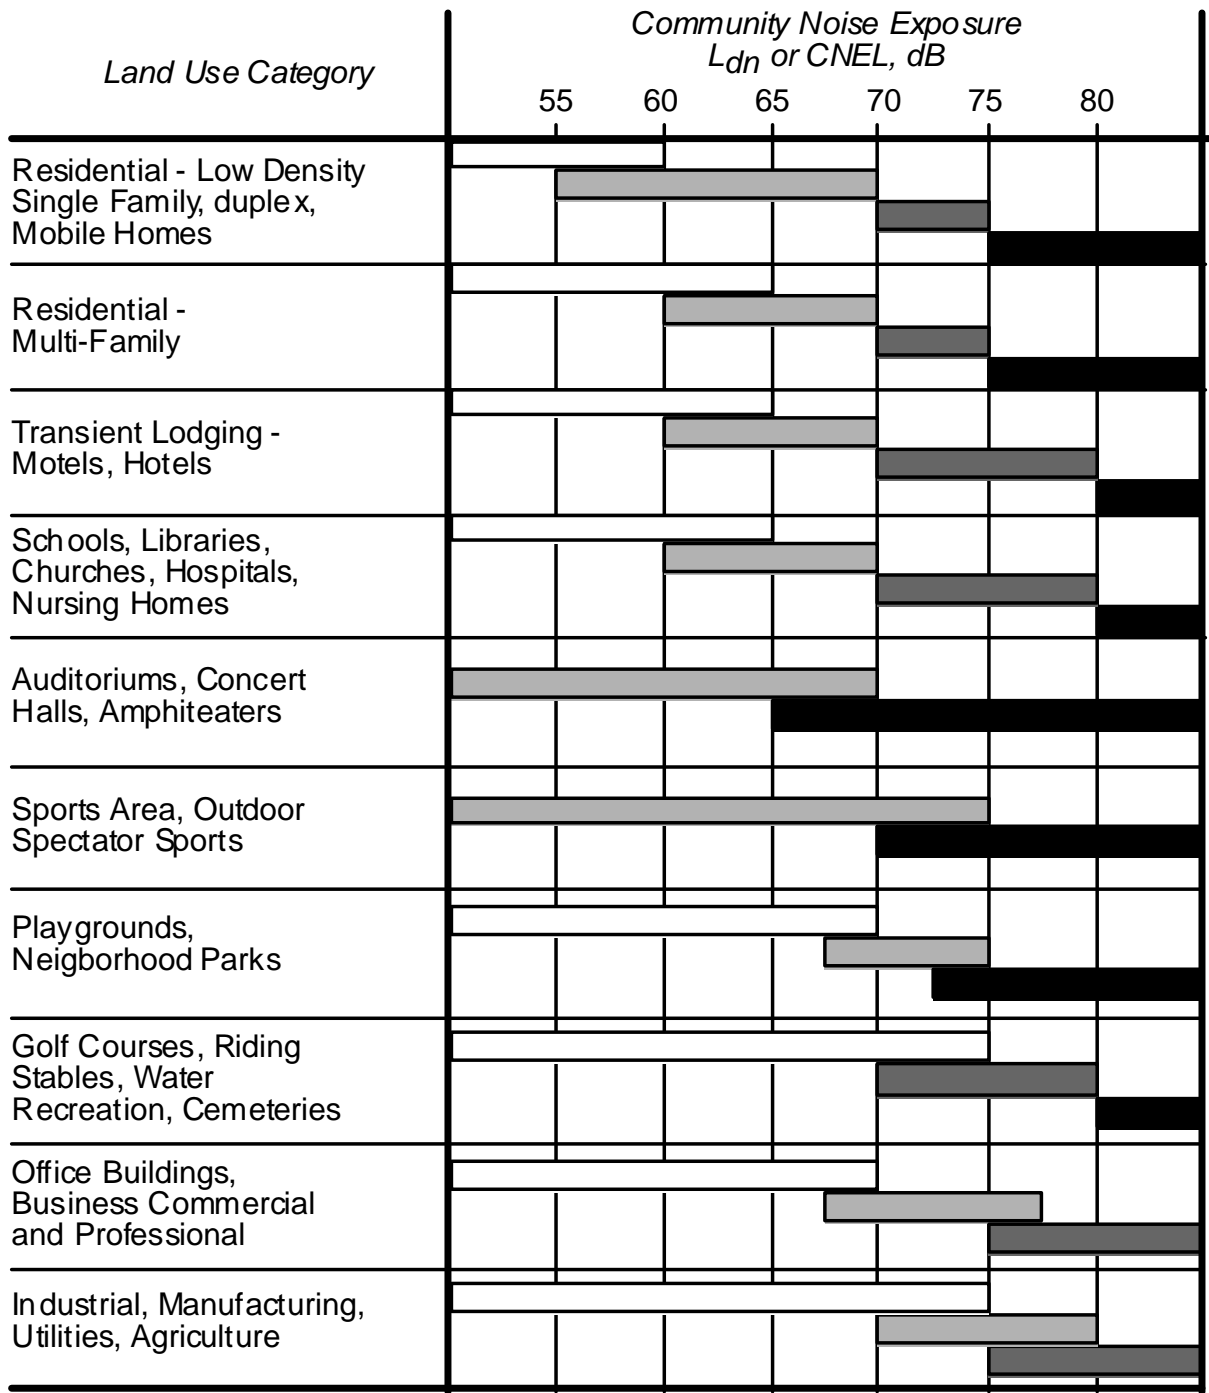 Community Noise Exposure
Ldn or CNEL, dB
Land Use Category
55 60 65 70 75 80
Residential - Low Density
Single Family, duplex,
Mobile Homes
Residential -
Multi-Family
Transient Lodging -
Motels, Hotels
Schools, Libraries,
Churches, Hospitals,
Nursing Homes
Auditoriums, Concert
Halls, Amphiteaters
Sports Area, Outdoor
Spectator Sports
Playgrounds,
Neigborhood Parks
Golf Courses, Riding
Stables, Water
Recreation, Cemeteries
Office Buildings,
Business Commercial
and Professional
Industrial, Manufacturing,
Utilities, Agriculture